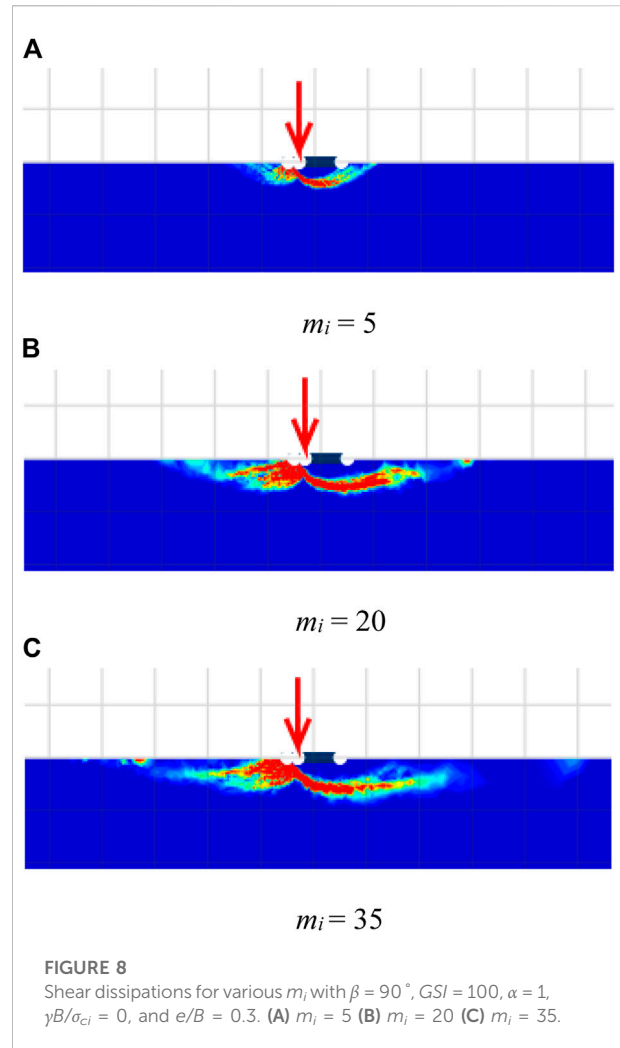 A
mi = 5
B
mi = 20
C
mi = 35
FIGURE 8
Shear dissipations for various mi with β = 90°, GSI = 100, α = 1,
γB/σci = 0, and e/B = 0.3. (A) mi = 5 (B) mi = 20 (C) mi = 35.